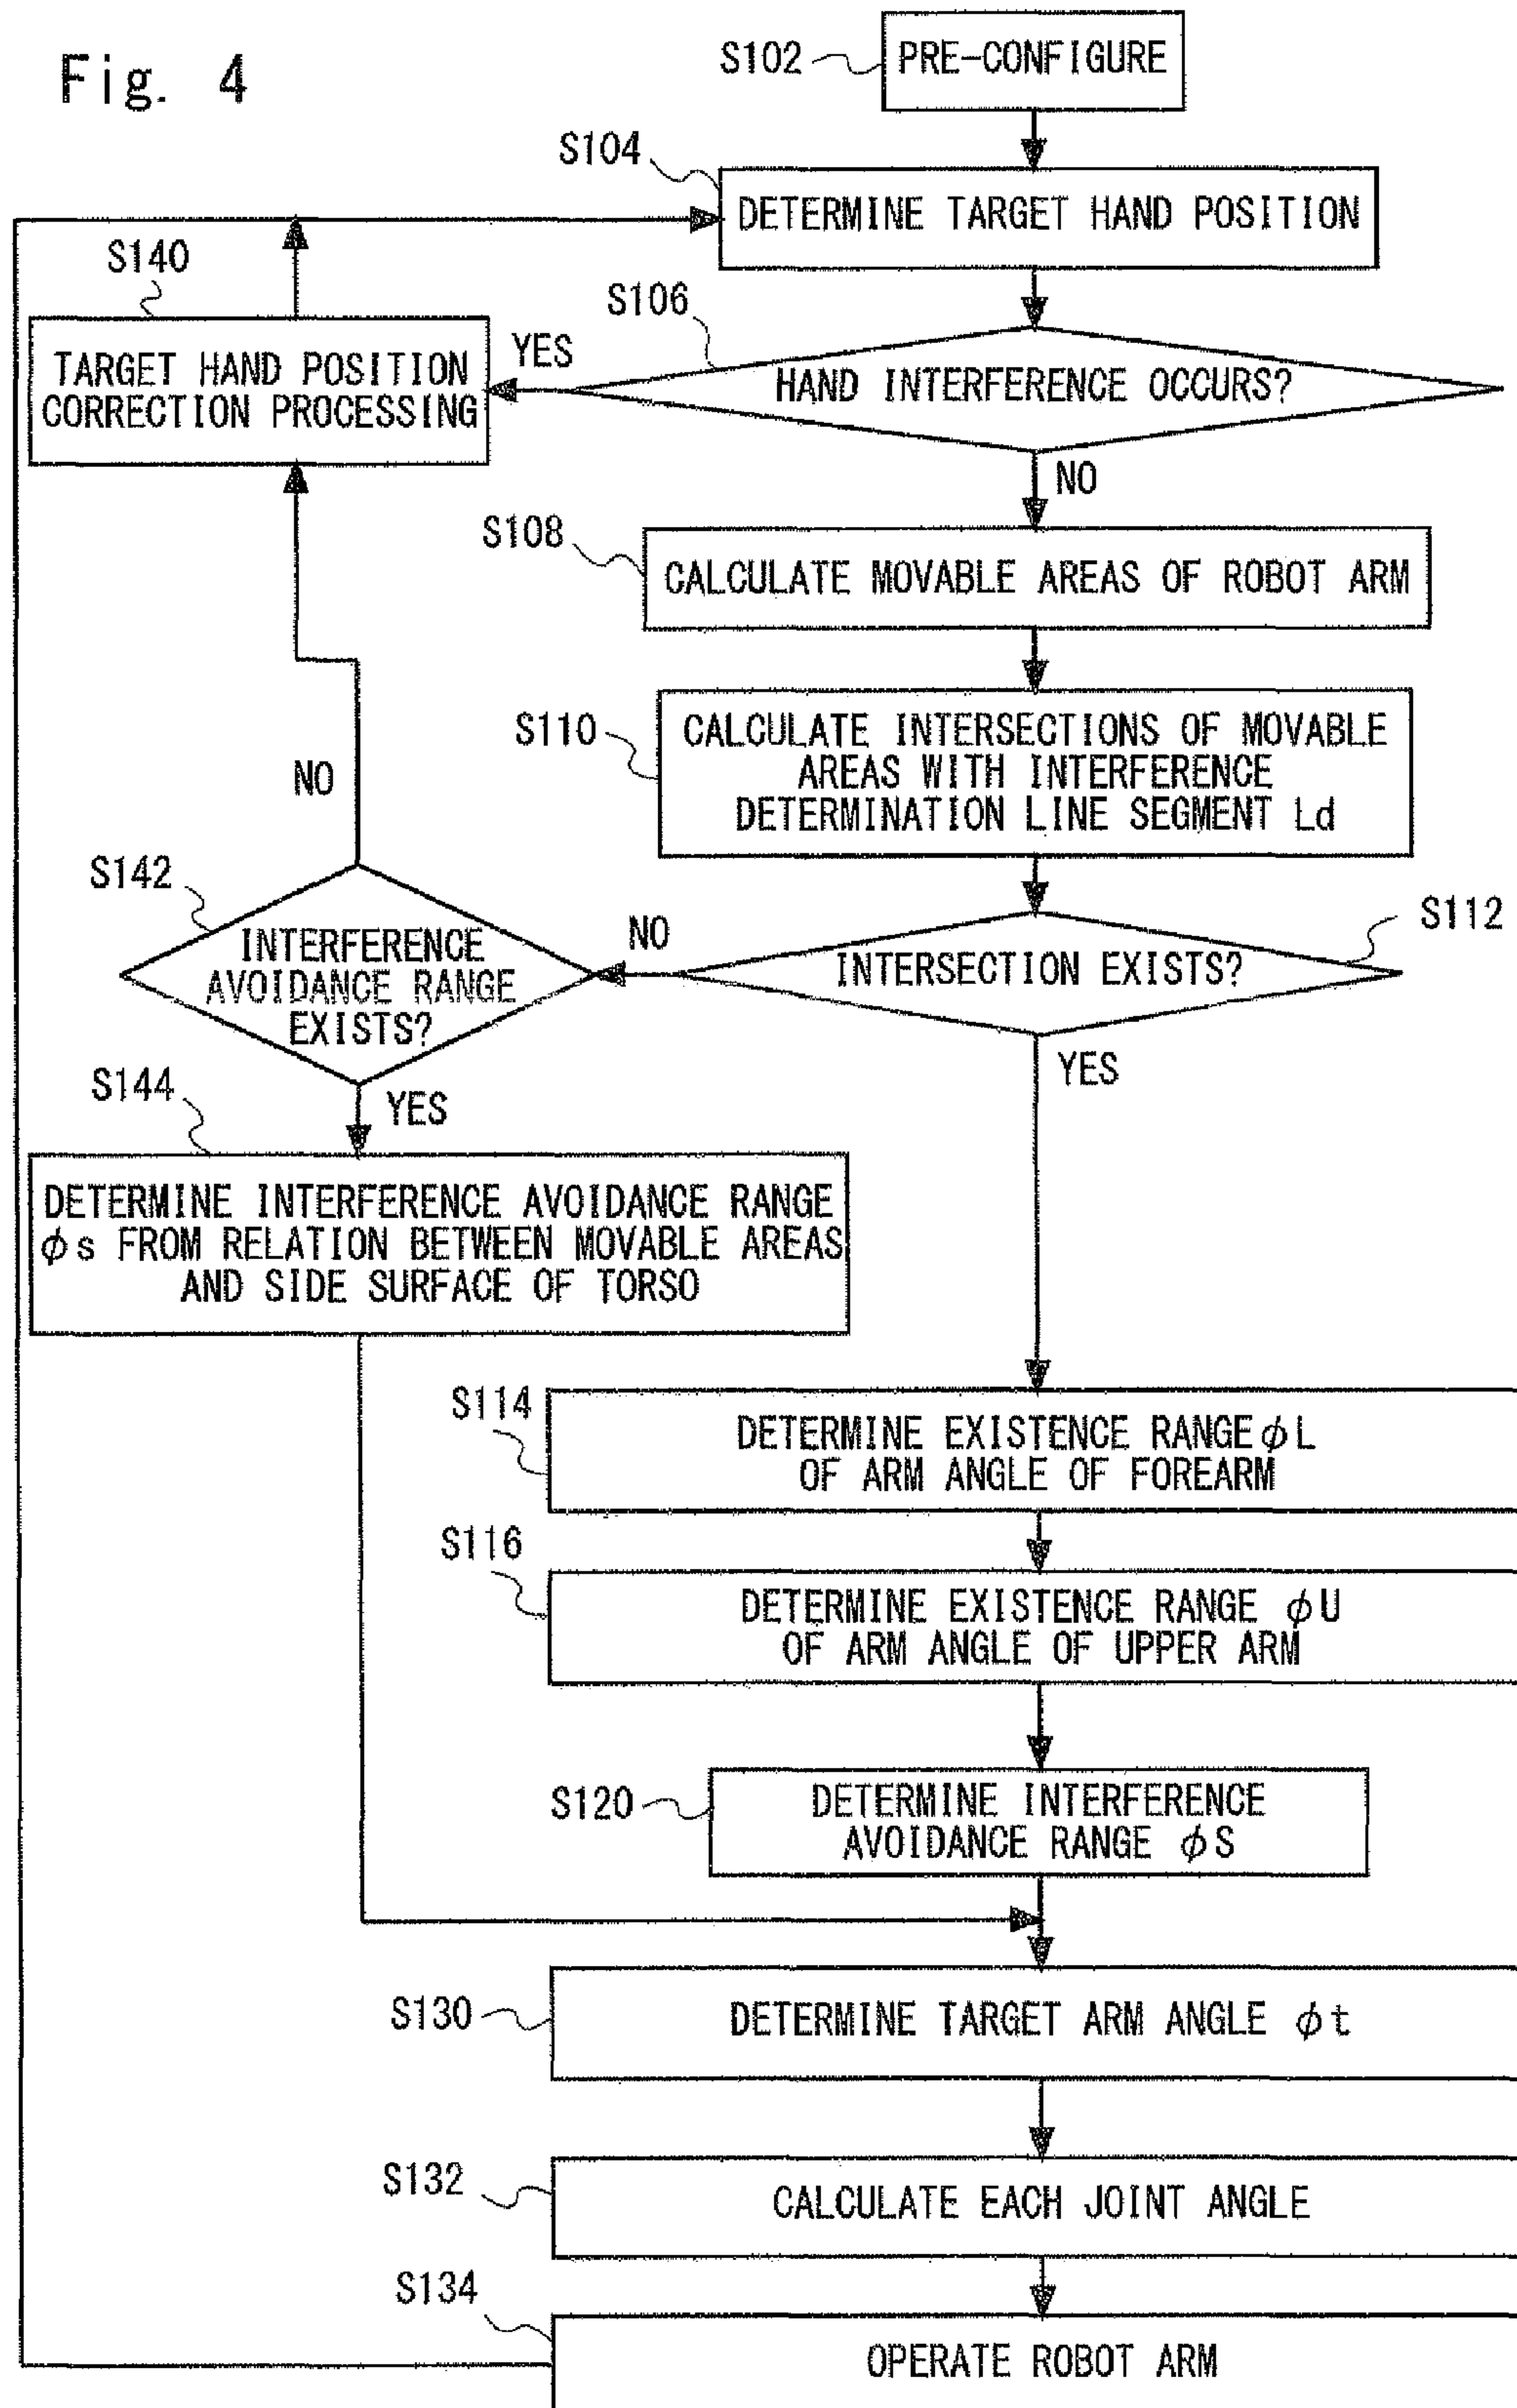 Fig. 4
S102
PRE-CONFIGURE
S104
DETERMINE TARGET HAND POSITION
S140
TARGET HAND POSITION
CORRECTION PROCESSING
S106
YES
HAND INTERFERENCE OCCURS?
NO
S108
CALCULATE MOVABLE AREAS OF ROBOT ARM
S110
CALCULATE INTERSECTIONS OF MOVABLE
AREAS WITH INTERFERENCE
DETERMINATION LINE SEGMENT Ld
NO
S142
INTERFERENCE
AVOIDANCE RANGE
EXISTS?
NO
S112
INTERSECTION EXISTS?
YES
S144
YES
DETERMINE INTERFERENCE AVOIDANCE RANGE
φs FROM RELATION BETWEEN MOVABLE AREAS
AND SIDE SURFACE OF TORSO
S114
DETERMINE EXISTENCE RANGE φL
OF ARM ANGLE OF FOREARM
S116
DETERMINE EXISTENCE RANGE φU
OF ARM ANGLE OF UPPER ARM
S120
DETERMINE INTERFERENCE
AVOIDANCE RANGE φS
S130
DETERMINE TARGET ARM ANGLE φt
S132
CALCULATE EACH JOINT ANGLE
S134
OPERATE ROBOT ARM